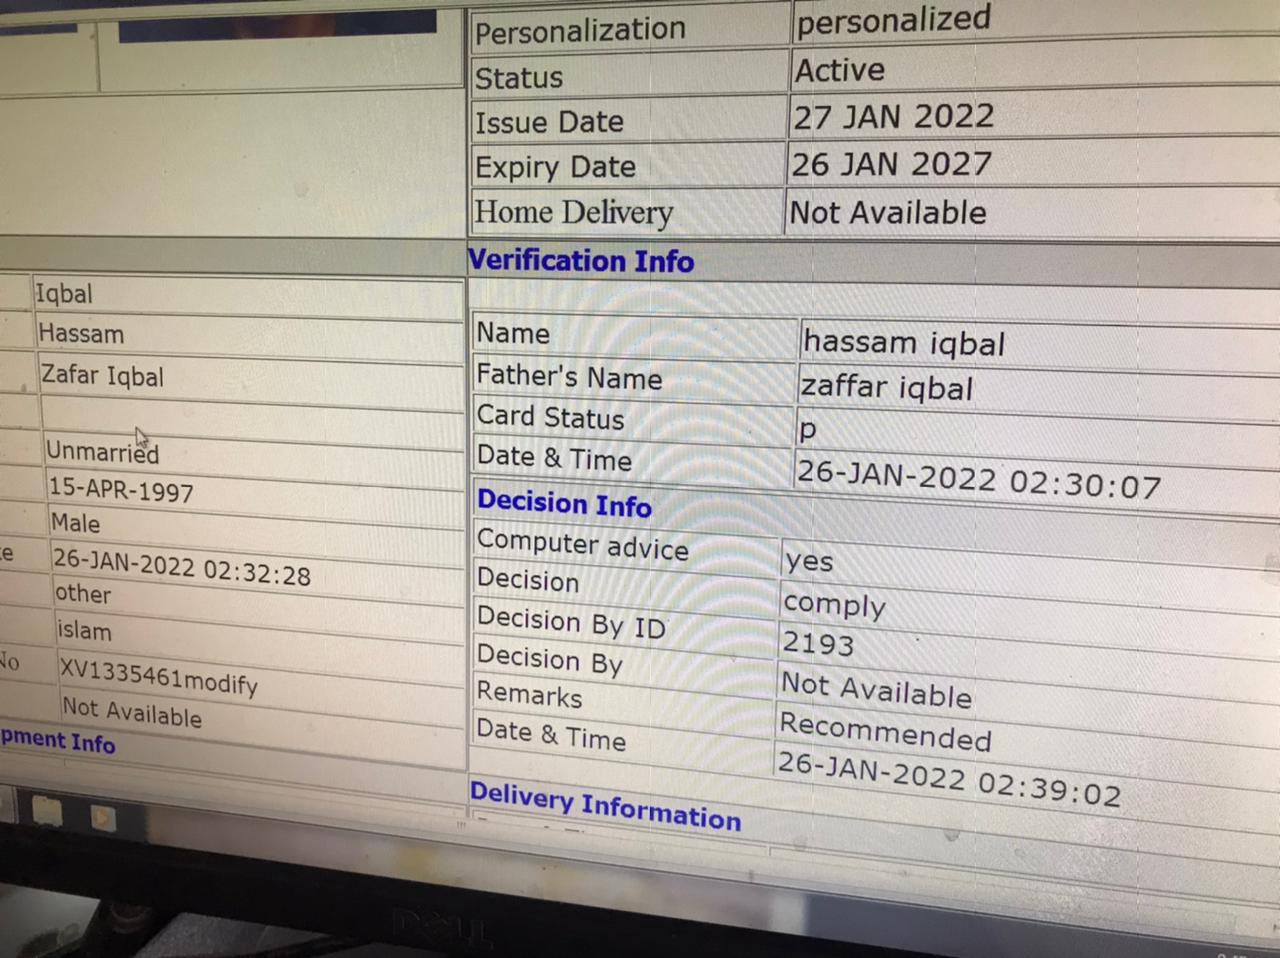 Personalization personalized
Status Active
Issue Date 27 JAN 2022
Expiry Date 26 JAN 2027
Home Delivery Not Available
Iqbal
Hassam
Zafar Iqbal
Unmarried
15-APR-1997
Male
26-JAN-2022 02:32:28
other
islam
No XV1335461modify
Not Available
pment Info
Verification Info
Name hassam iqbal
Father's Name zaffar iqbal
Card Status p
Date & Time 26-JAN-2022 02:30:07
Decision Info
Computer advice yes
Decision comply
Decision By ID 2193
Decision By Not Available
Remarks Recommended
Date & Time 26-JAN-2022 02:39:02
Delivery Information
DELL